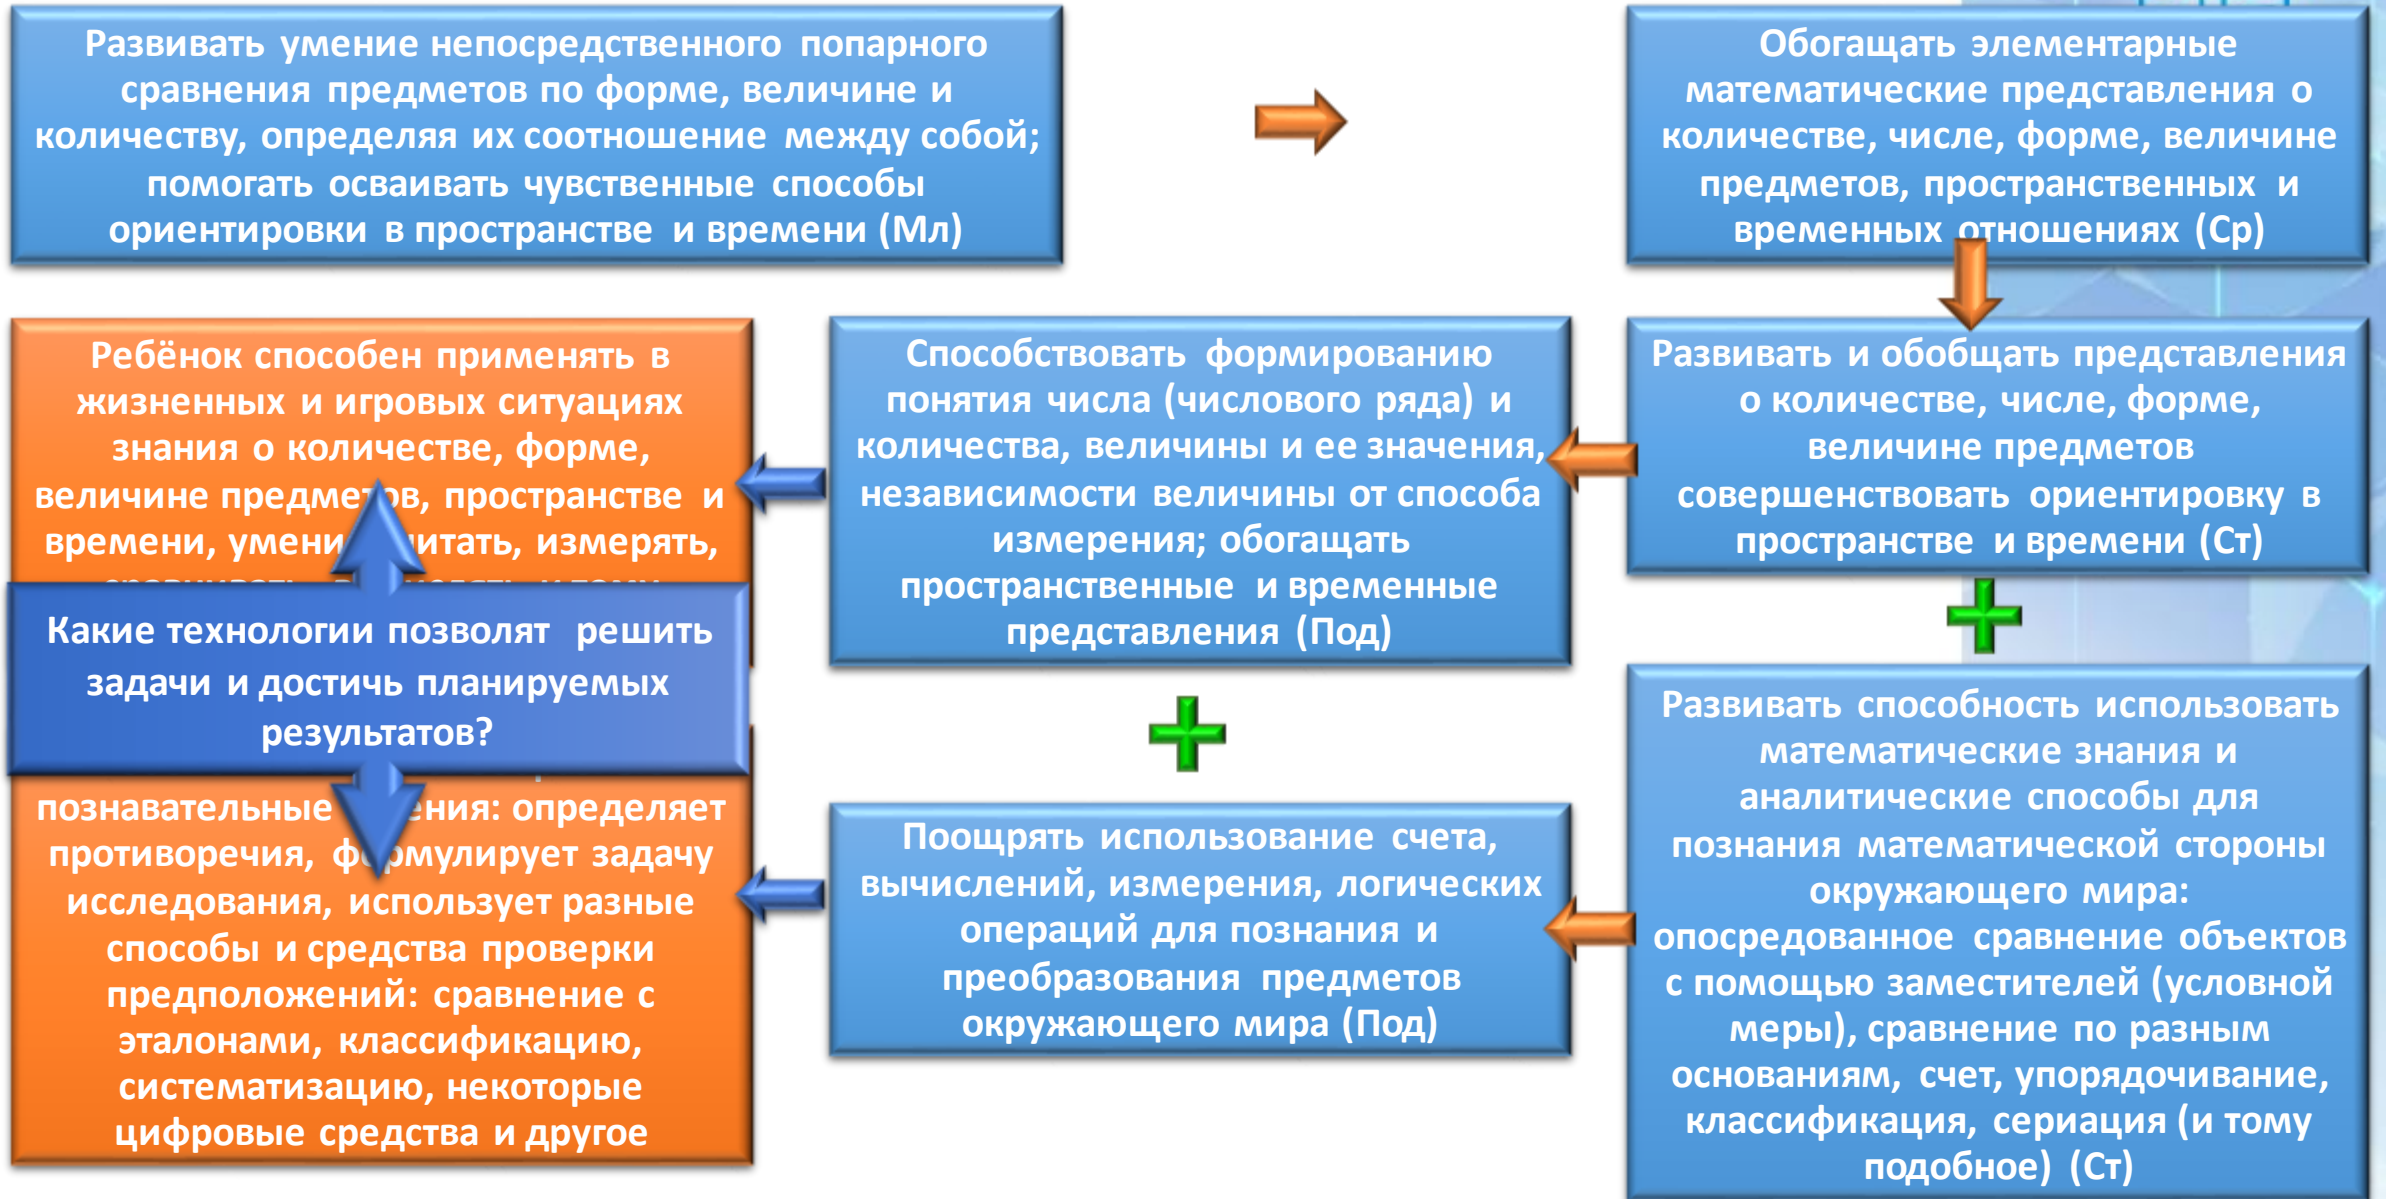 Развивать умение непосредственного попарного
сравнения предметов по форме, величине и
количеству, определяя их соотношение между собой;
помогать осваивать чувственные способы
ориентировки в пространстве и времени (Мл)
Обогащать элементарные
математические представления о
количестве, числе, форме, величине
предметов, пространственных и
временных отношениях (Ср)
Ребёнок способен применять в
жизненных и игровых ситуациях
знания о количестве, форме,
величине предметов, пространстве и
времени, измерять,
Какие технологии позволят решить
задачи и достичь планируемых
результатов?
познавательные определяет
противоречия, формулирует задачу
исследования, использует разные
способы и средства проверки
предположений: сравнение с
эталонами, классификацию,
систематизацию, некоторые
цифровые средства и другое
Способствовать формированию
понятия числа (числового ряда) и
количества, величины и ее значения,
независимости величины от способа
измерения; обогащать
пространственные и временные
представления (Под)
Поощрять использование счета,
вычислений, измерения, логических
операций для познания и
преобразования предметов
окружающего мира (Под)
Развивать и обобщать представления
о количестве, числе, форме,
величине предметов
совершенствовать ориентировку в
пространстве и времени (Ст)
Развивать способность использовать
математические знания и
аналитические способы для
познания математической стороны
окружающего мира:
опосредованное сравнение объектов
с помощью заместителей (условной
меры), сравнение по разным
основаниям, счет, упорядочивание,
классификация, сериация (и тому
подобное) (Ст)